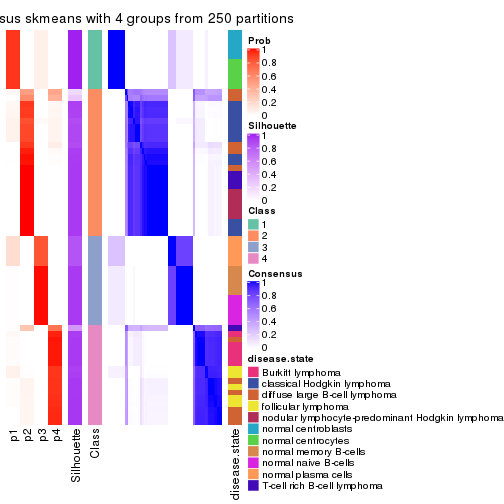 sus skmeans with 4 groups from 250 partitions
Prob
1
0.8
0.6
0.4
0.2
0
Silhouette
1
0.8
0.6
0.4
0.2
0
Class
1
2
3
4
Consensus
1
0.8
0.6
0.4
0.2
0
disease.state
Burkitt lymphoma
classical Hodgkin lymphoma
diffuse large B-cell lymphoma
follicular lymphoma
nodular lymphocyte-predominant Hodgkin lymphoma
normal centroblasts
normal centrocytes
normal memory B-cells
normal naive B-cells
normal plasma cells
T-cell rich B-cell lymphoma
p1
p2
p3
p4
Silhouette
Class
disease.state